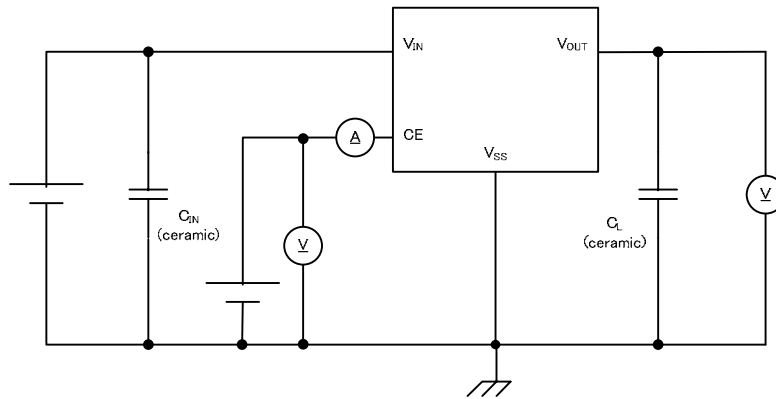 VIN
VOUT
CE
A
VSS
CIN
(ceramic)
V
CL
(ceramic)
V